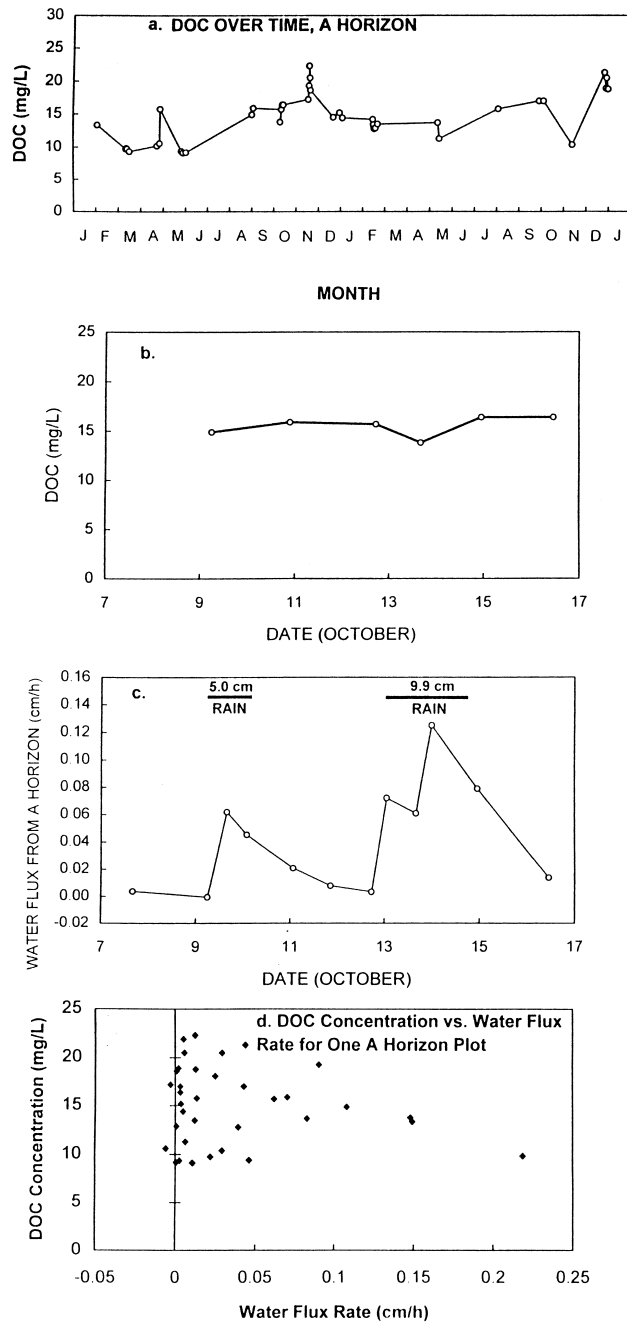 a. DOC OVER TIME, A HORIZON
DOC (mg/L)
30
25
20
15
10
5
0
J F M A M J J A S O N J F M A M J J A S O N D J
MONTH
b.
DOC (mg/L)
25
20
15
10
5
0
7 9 11 13 15 17
DATE (OCTOBER)
c.
5.0 cm
RAIN
9.9 cm
RAIN
WATER FLUX FROM A HORIZON (cm/h)
0.16
0.12
0.08
0.06
0.04
0.02
0.00
-0.02
7 9 11 13 15 17
DATE (OCTOBER)
d. DOC Concentration vs. Water Flux
Rate for One A Horizon Plot
DOC Concentration (mg/L)
25
20
15
10
5
0
-0.05 0 0.05 0.1 0.15 0.2 0.25
Water Flux Rate (cm/h)